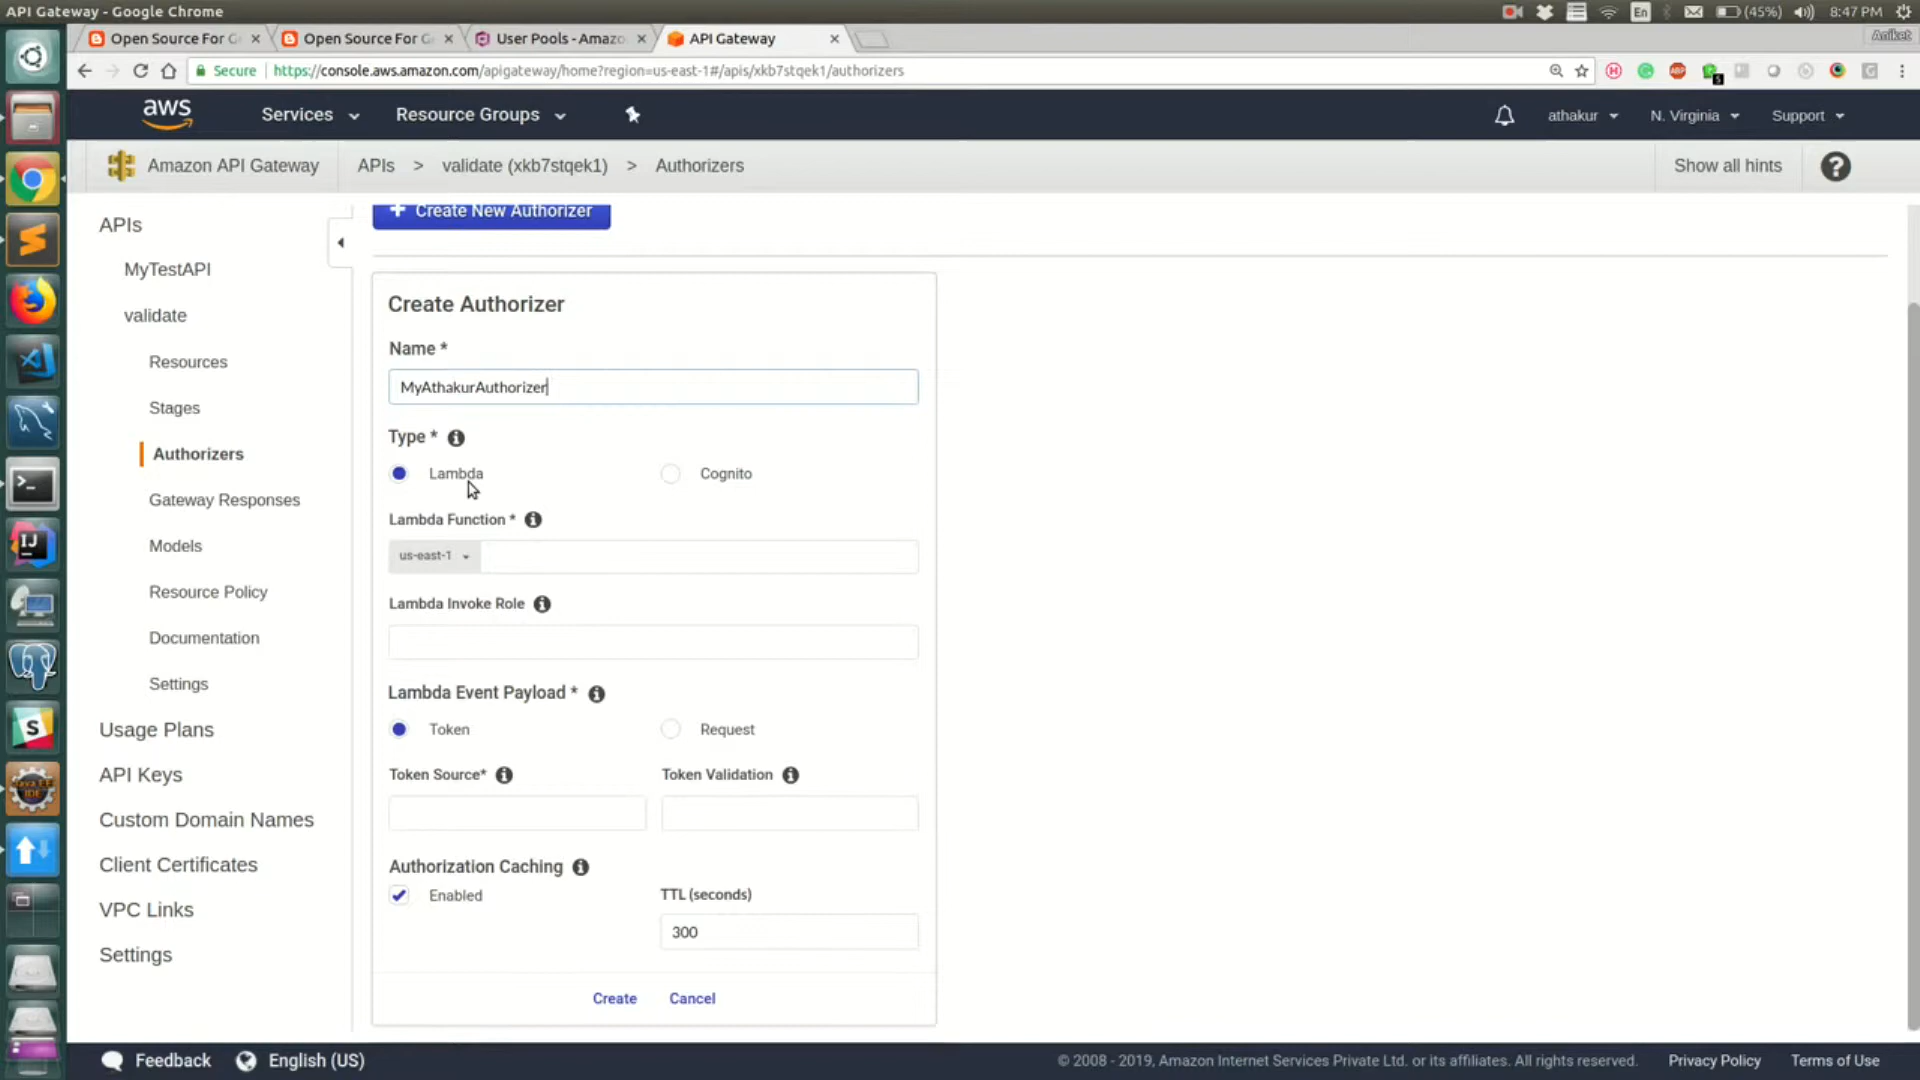 API Gateway - Google Chrome
En
(45%)
8:47 PM
Open Source For G
Open Source For G
User Pools - Amazo
API Gateway
Aniket
Secure
https://console.aws.amazon.com/apigateway/home?region=us-east-1#/apis/xkb7stqek1/authorizers
aws
Services
Resource Groups
athakur
N. Virginia
Support
Amazon API Gateway
APIs > validate (xkb7stqek1) > Authorizers
Show all hints
?
APIs
MyTestAPI
validate
Resources
Stages
Authorizers
Gateway Responses
Models
Resource Policy
Documentation
Settings
Usage Plans
API Keys
Custom Domain Names
Client Certificates
VPC Links
Settings
+ Create New Authorizer
Create Authorizer
Name *
MyAthakurAuthorizer
Type *
Lambda
Cognito
Lambda Function *
us-east-1
Lambda Invoke Role
Lambda Event Payload *
Token
Request
Token Source*
Token Validation
Authorization Caching
Enabled
TTL (seconds)
300
Create
Cancel
Feedback
English (US)
© 2008 - 2019, Amazon Internet Services Private Ltd. or its affiliates. All rights reserved.
Privacy Policy
Terms of Use